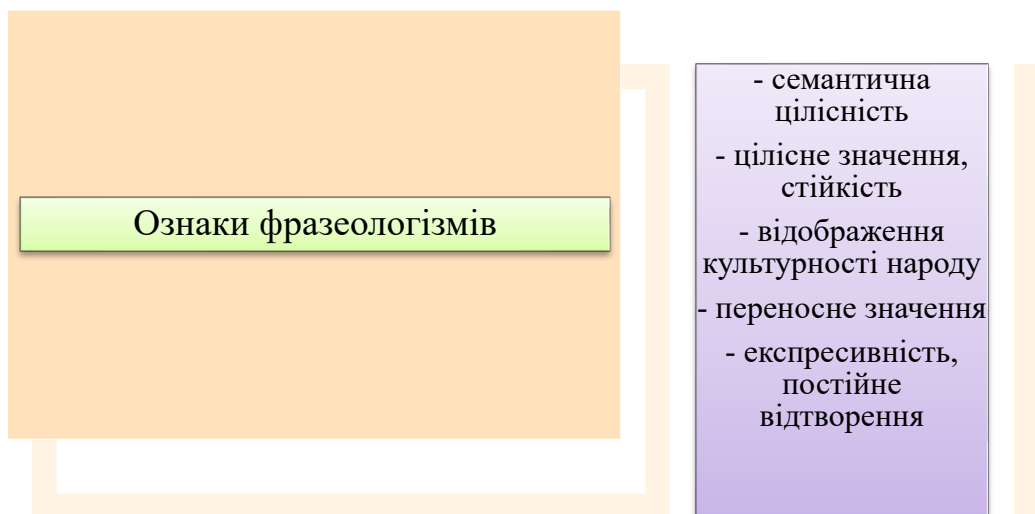 Ознаки фразеологізмів
- семантична
цілісність
- цілісне значення,
стійкість
- відображення
культурності народу
- переносне значення
- експресивність,
постійне
відтворення